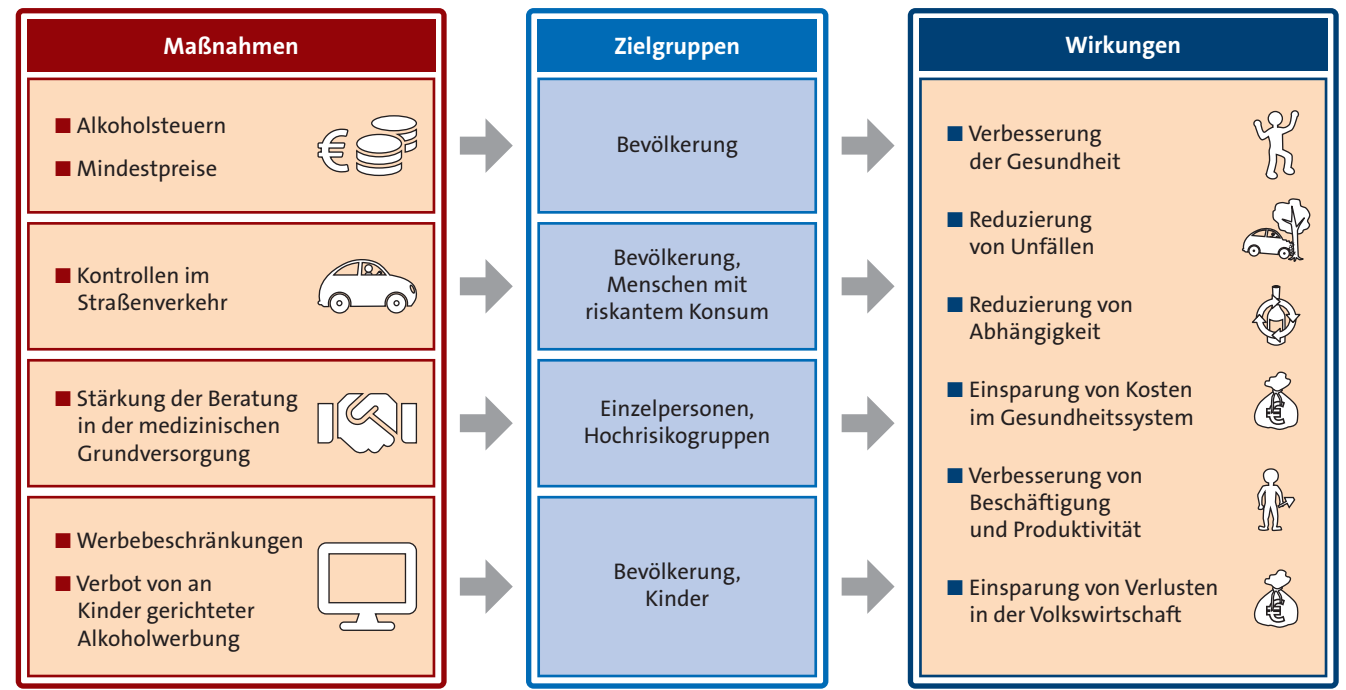 Maßnahmen
■ Alkoholsteuern
■ Mindestpreise
■ Kontrollen im
Straßenverkehr
■ Stärkung der Beratung
in der medizinischen
Grundversorgung
■ Werbebeschränkungen
■ Verbot von an
Kinder gerichteter
Alkoholwerbung
Zielgruppen
Bevölkerung
Bevölkerung,
Menschen mit
riskantem Konsum
Einzelpersonen,
Hochrisikogruppen
Bevölkerung,
Kinder
Wirkungen
■ Verbesserung
der Gesundheit
■ Reduzierung
von Unfällen
■ Reduzierung von
Abhängigkeit
■ Einsparung von Kosten
im Gesundheitssystem
■ Verbesserung von
Beschäftigung
und Produktivität
■ Einsparung von Verlusten
in der Volkswirtschaft
€
€
€